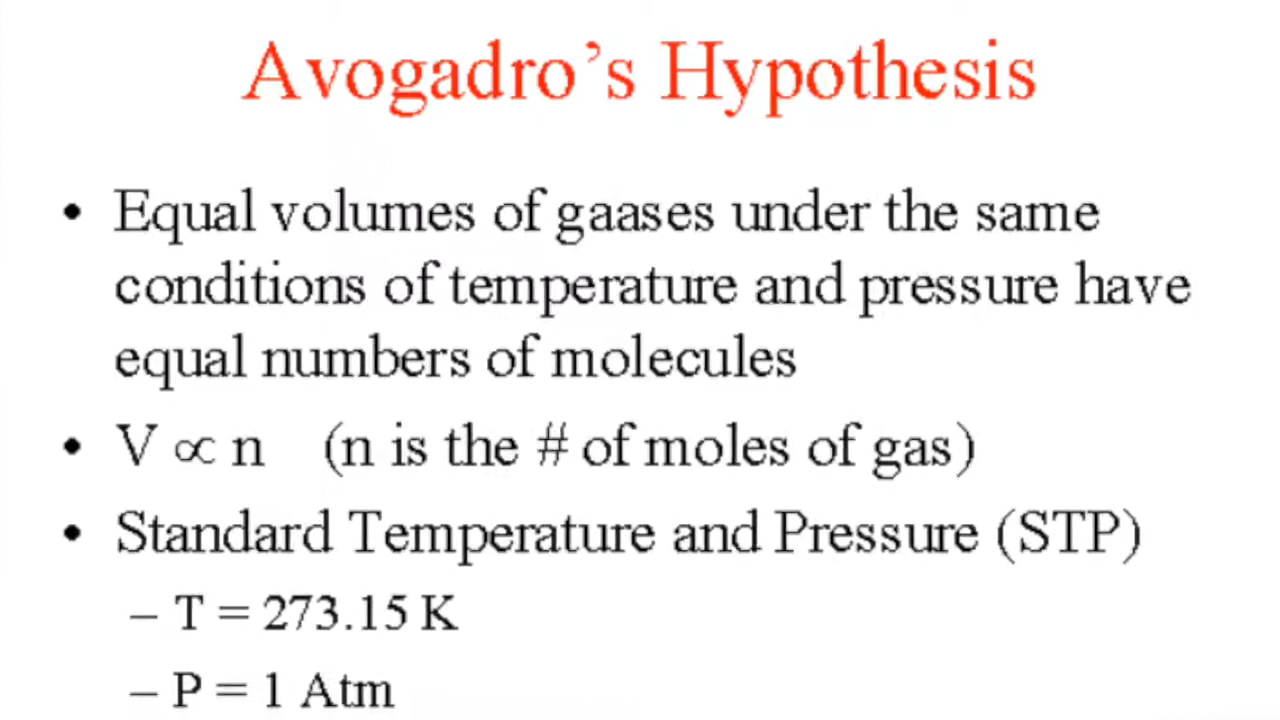 Avogadro’s Hypothesis
• Equal volumes of gaases under the same
conditions of temperature and pressure have
equal numbers of molecules
• V ∝ n (n is the # of moles of gas)
• Standard Temperature and Pressure (STP)
– T = 273.15 K
– P = 1 Atm